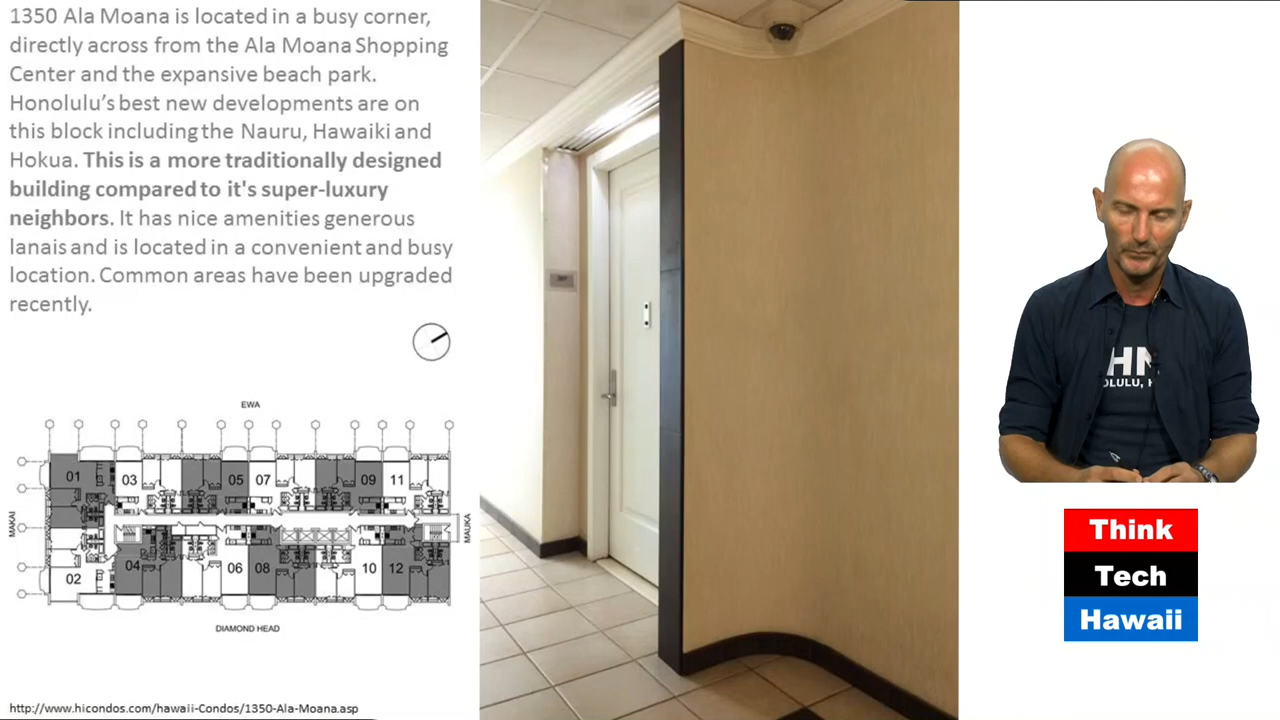 1350 Ala Moana is located in a busy corner,
directly across from the Ala Moana Shopping
Center and the expansive beach park.
Honolulu’s best new developments are on
this block including the Nauru, Hawaiki and
Hokua. This is a more traditionally designed
building compared to it's super-luxury
neighbors. It has nice amenities generous
lanais and is located in a convenient and busy
location. Common areas have been upgraded
recently.
EWA
01
03
05
07
09
11
MAKAI
MAUKA
02
04
06
08
10
12
DIAMOND HEAD
http://www.hicondos.com/hawaii-Condos/1350-Ala-Moana.asp
HN
OLULU, H
Think
Tech
Hawaii